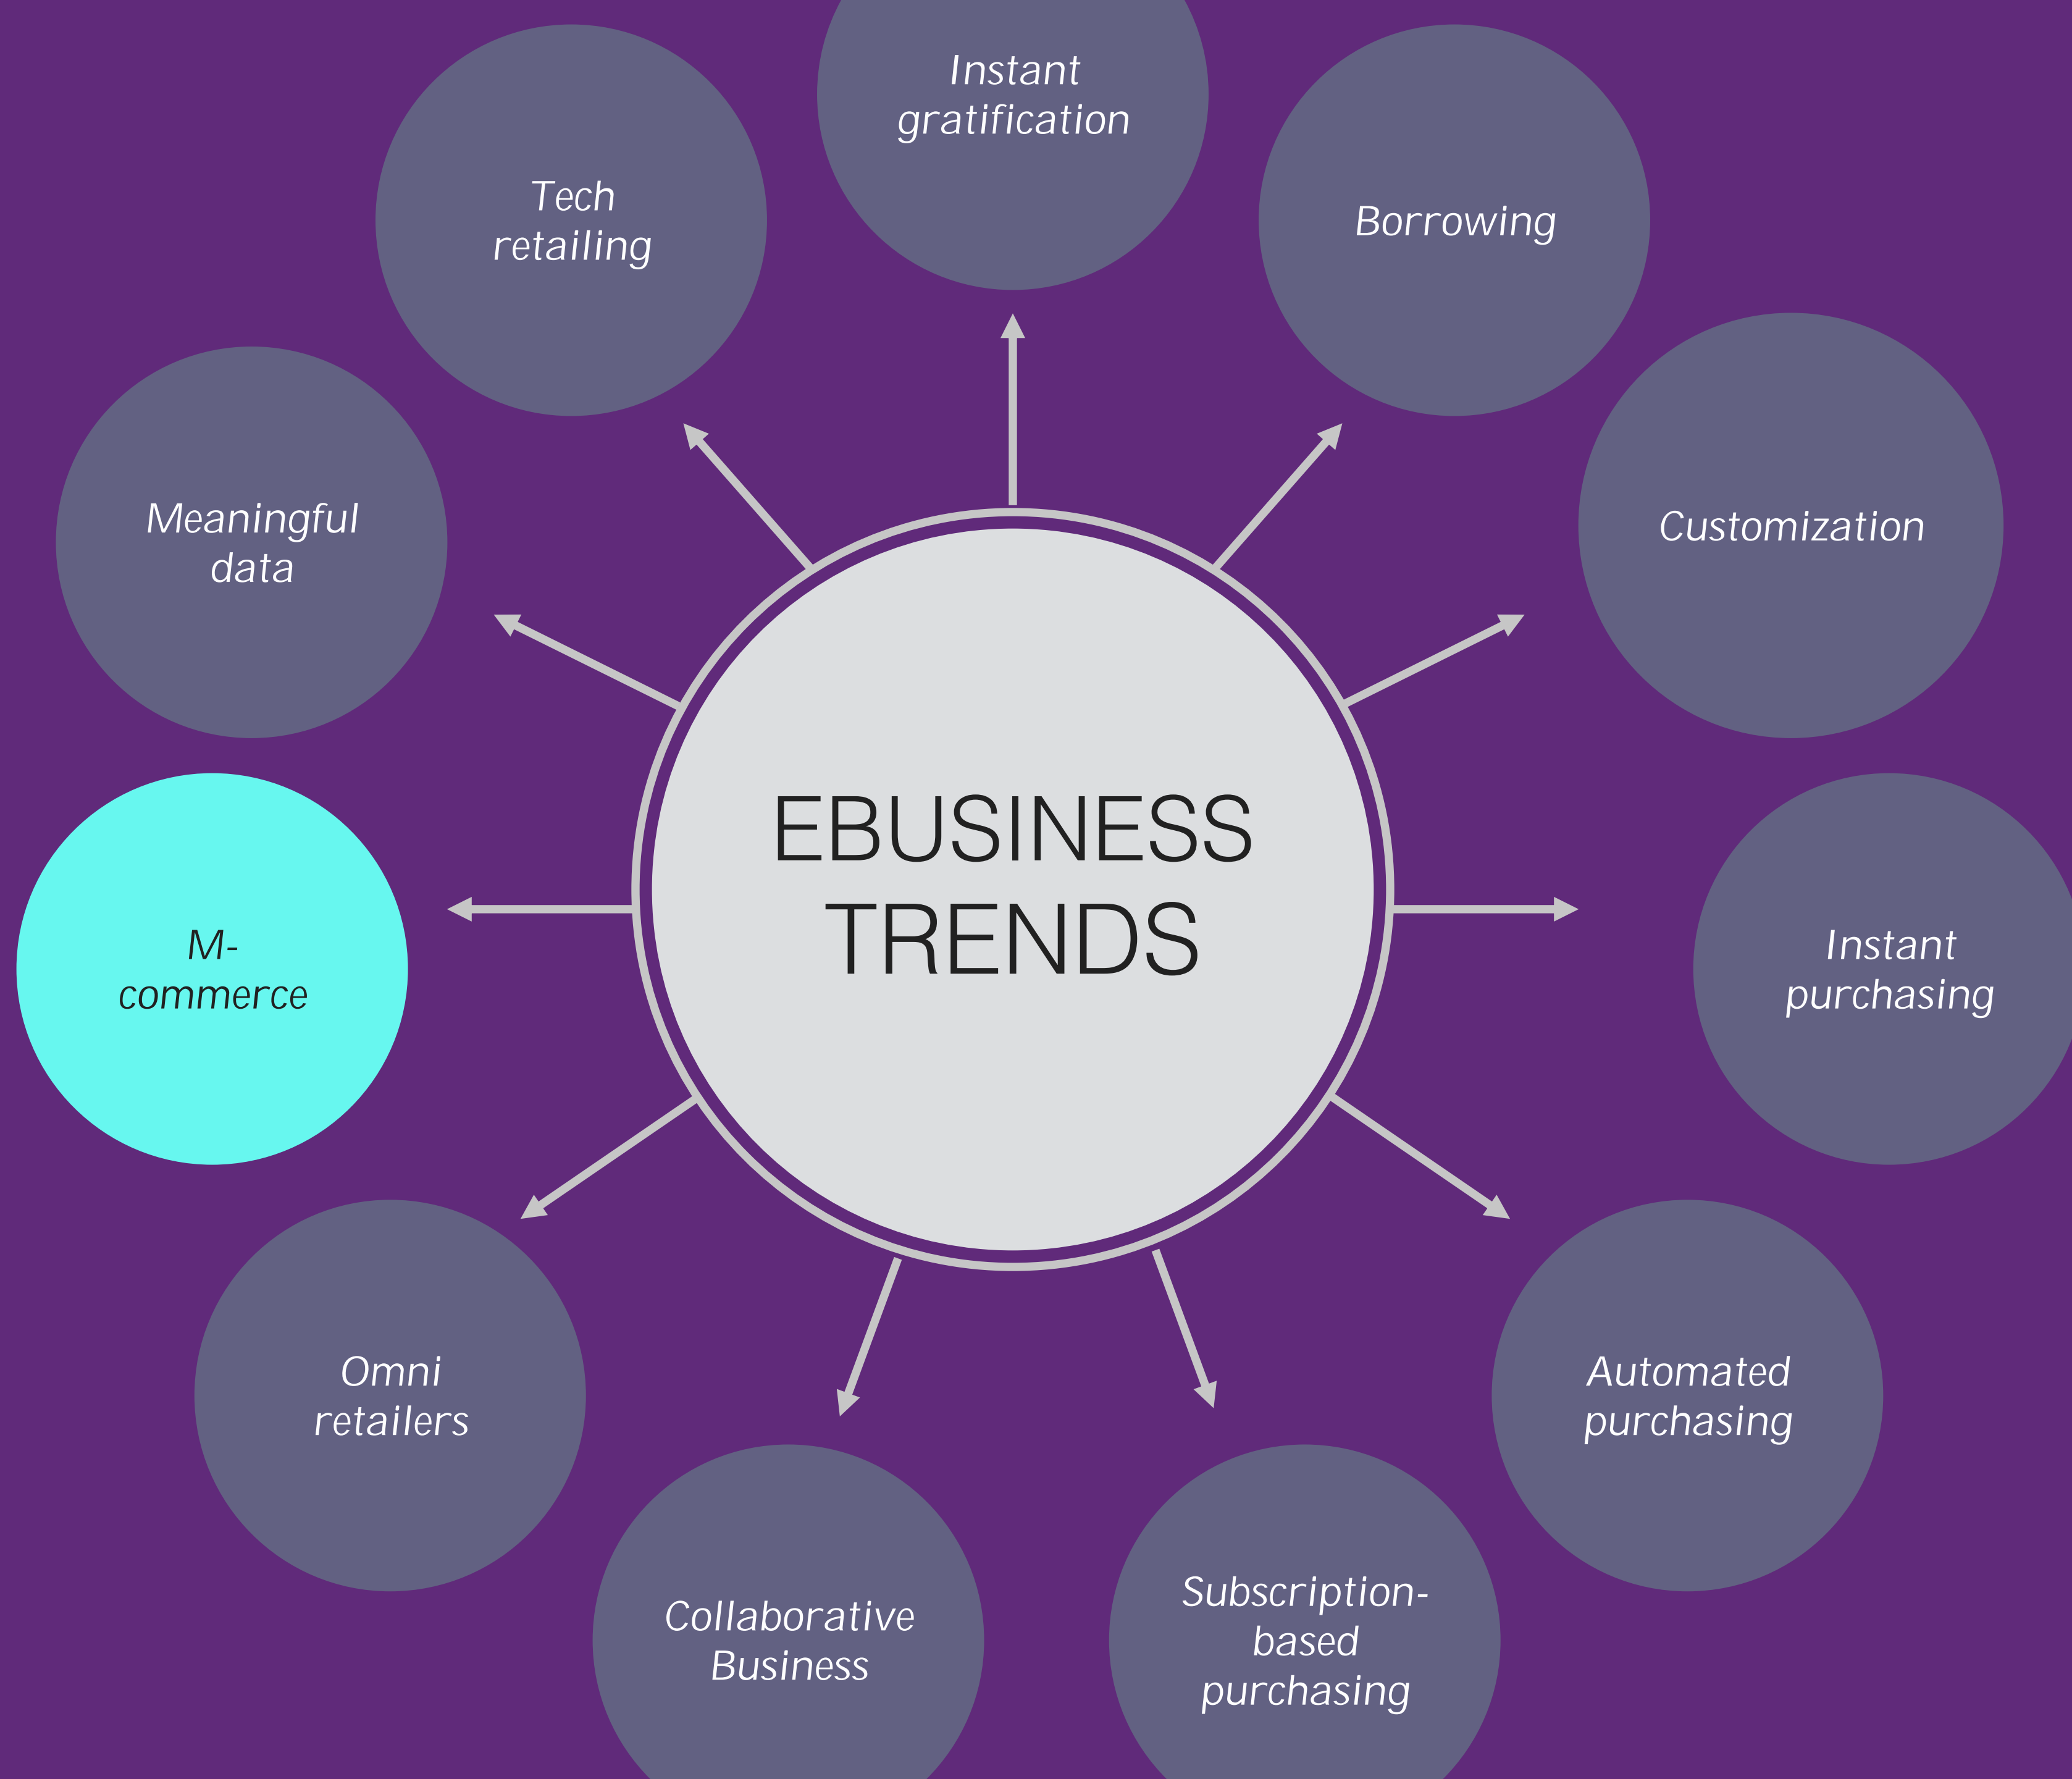 Instant
gratification
Tech
retailing
Borrowing
Meaningful
data
Customization
EBUSINESS
TRENDS
M-
commerce
Instant
purchasing
Omni
retailers
Automated
purchasing
Collaborative
Business
Subscription-
based
purchasing